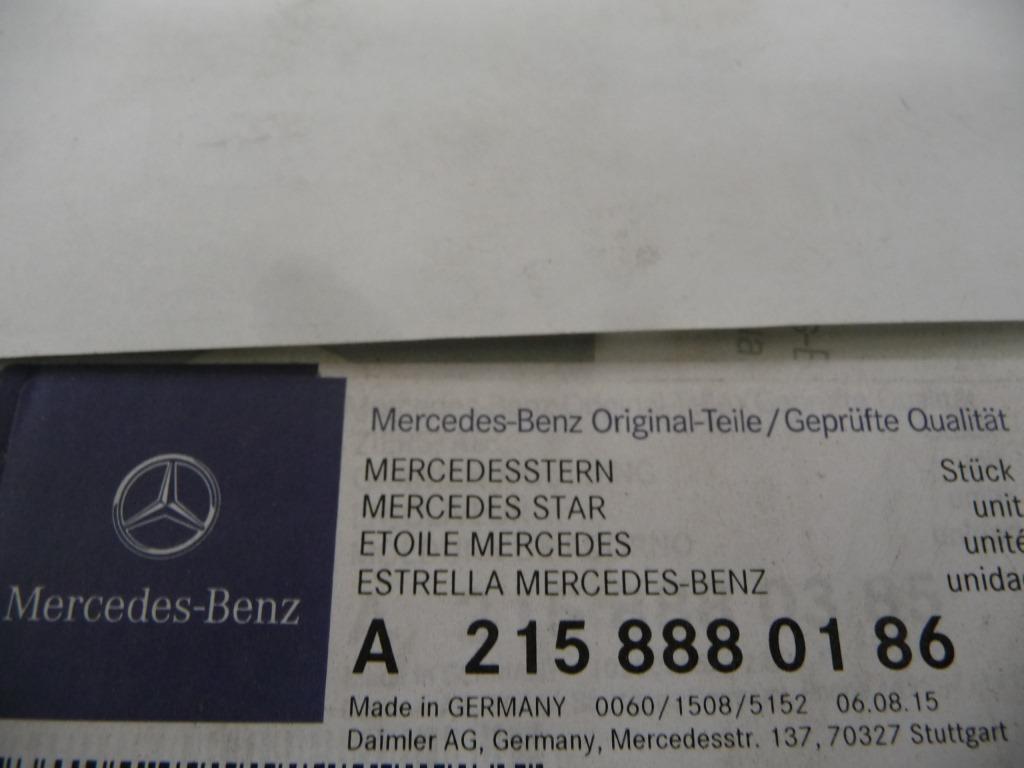 Mercedes-Benz Original-Teile/Geprüfte Qualität
MERCEDESSTERN Stück
MERCEDES STAR unit
ETOILE MERCEDES unité
ESTRELLA MERCEDES-BENZ unida
Mercedes-Benz
A 215 888 01 86
Made in GERMANY 0060/1508/5152 06.08.15
Daimler AG, Germany, Mercedesstr. 137, 70327 Stuttgart